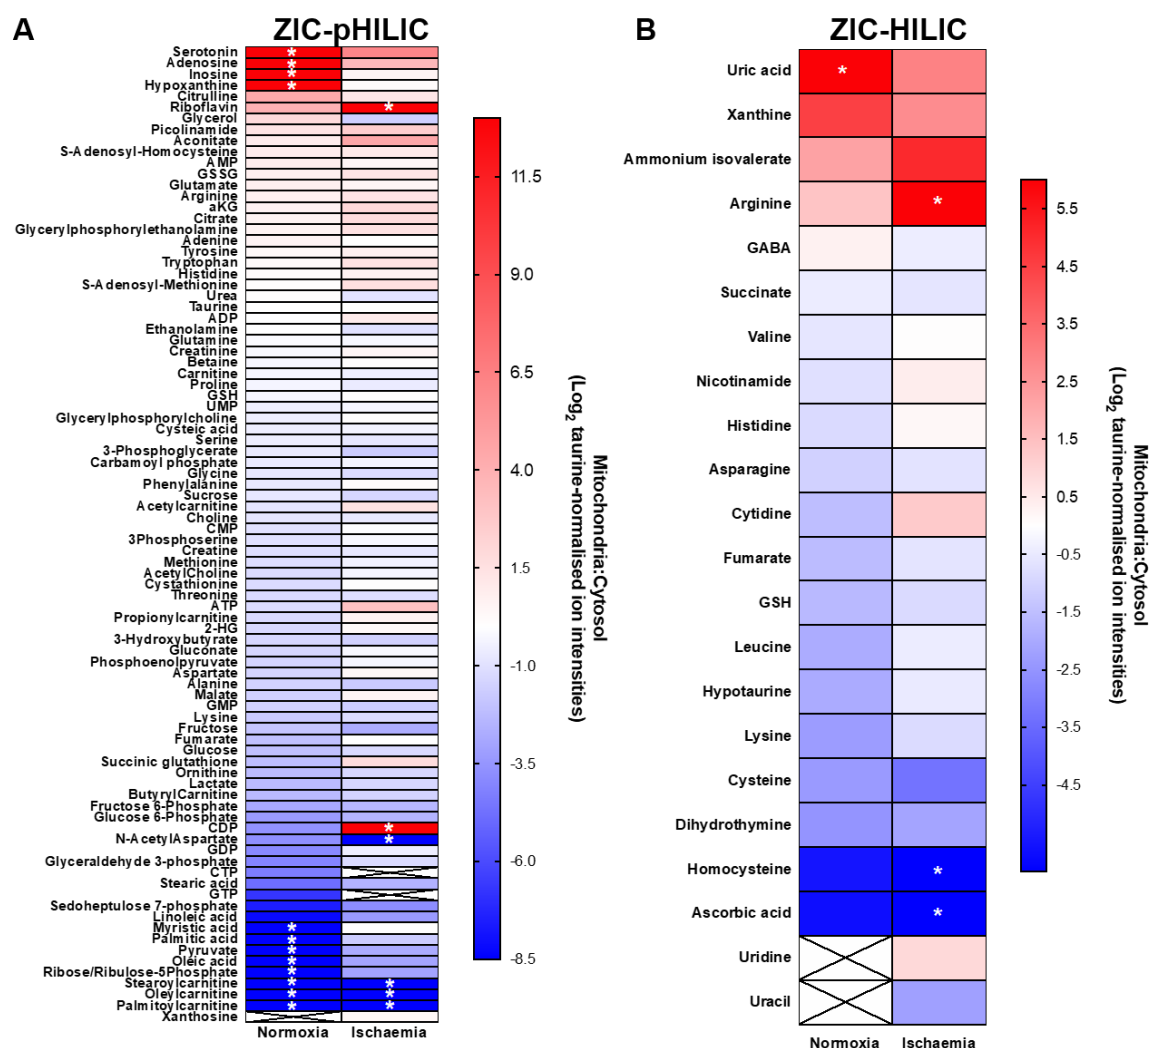 A
ZIC-pHILIC
Serotonin
*
Adenosine
*
Inosine
*
Hypoxanthine
*
Citrulline
Riboflavin
*
Glycerol
Picolinamide
Aconitate
S-Adenosyl-Homocysteine
AMP
GSSG
Glutamate
Arginine
aKG
Citrate
Glycerylphosphorylethanolamine
Adenine
Tyrosine
Tryptophan
Histidine
S-Adenosyl-Methionine
Urea
Taurine
ADP
Ethanolamine
Glutamine
Creatinine
Betaine
Carnitine
Proline
GSH
UMP
Glycerylphosphorylcholine
Cysteic acid
Serine
3-Phosphoglycerate
Carbamoyl phosphate
Glycine
Phenylalanine
Sucrose
Acetylcarnitine
Choline
CMP
3Phosphoserine
Creatine
Methionine
AcetylCholine
Cystathionine
Threonine
ATP
Propionylcarnitine
2-HG
3-Hydroxybutyrate
Gluconate
Phosphoenolpyruvate
Aspartate
Alanine
Malate
GMP
Lysine
Fructose
Fumarate
Glucose
Succinic glutathione
Ornithine
Lactate
ButyrylCarnitine
Fructose 6-Phosphate
Glucose 6-Phosphate
CDP
*
N-AcetylAspartate
*
GDP
Glyceraldehyde 3-phosphate
CTP
Stearic acid
GTP
Sedoheptulose 7-phosphate
Linoleic acid
Myristic acid
*
Palmitic acid
*
Pyruvate
*
Oleic acid
*
Ribose/Ribulose-5Phosphate
*
Stearoylcarnitine
* *
Oleylcarnitine
* *
Palmitoylcarnitine
* *
Xanthosine
Normoxia Ischaemia
11.5
9.0
6.5
4.0
1.5
-1.0
-3.5
-6.0
-8.5
Mitochondria:Cytosol
(Log2 taurine-normalised ion intensities)
B
ZIC-HILIC
Uric acid
*
Xanthine
Ammonium isovalerate
Arginine
*
GABA
Succinate
Valine
Nicotinamide
Histidine
Asparagine
Cytidine
Fumarate
GSH
Leucine
Hypotaurine
Lysine
Cysteine
Dihydrothymine
Homocysteine
*
Ascorbic acid
*
Uridine
Uracil
Normoxia Ischaemia
5.5
4.5
3.5
2.5
1.5
0.5
-0.5
-1.5
-2.5
-3.5
-4.5
Mitochondria:Cytosol
(Log2 taurine-normalised ion intensities)